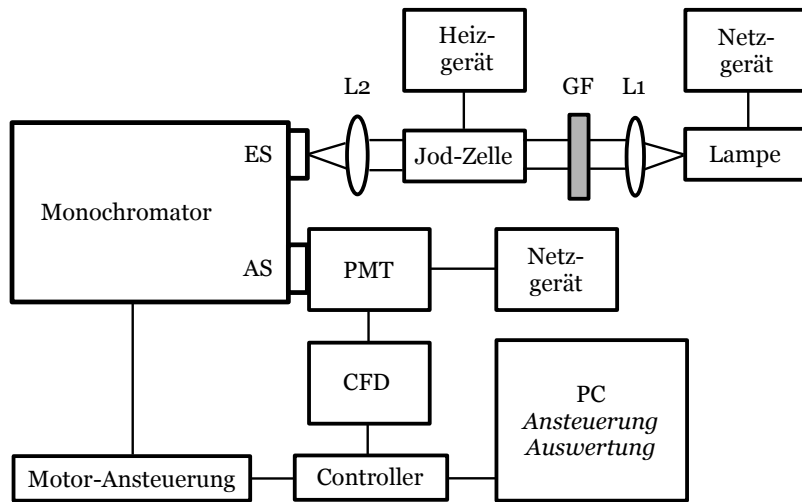 Heiz-
gerät
Netz-
gerät
L2
GF
L1
ES
Jod-Zelle
Lampe
Monochromator
AS
PMT
Netz-
gerät
CFD
PC
Ansteuerung
Auswertung
Motor-Ansteuerung
Controller